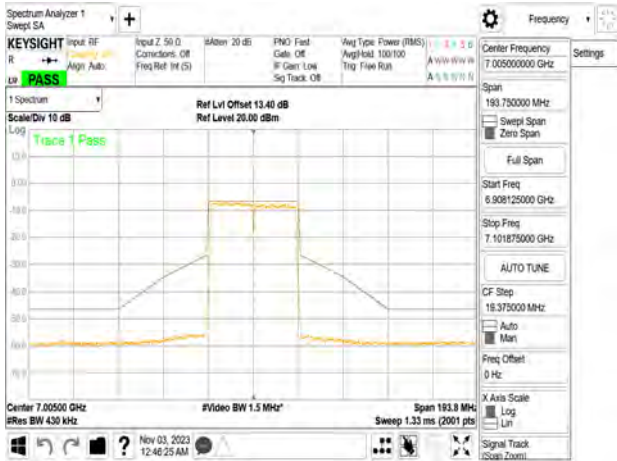 Spectrum Analyzer 1
Swept SA
+
Frequency
KEYSIGHT
R
LR
PASS
Input: RF
Align: Auto
Input Z: 50 Ω
Corrections: Off
Freq Ref: Int (S)
#Atten: 20 dB
PNO: Fast
Gate: Off
IF Gain: Low
Sig Track: Off
Avg Type: Power (RMS)
Avg|Hold: 100/100
Trig: Free Run
1 Spectrum
Scale/Div 10 dB
Ref Lvl Offset 13.40 dB
Ref Level 20.00 dBm
Log
Trace 1 Pass
Center 7.00500 GHz
#Res BW 430 kHz
#Video BW 1.5 MHz*
Span 193.8 MHz
Sweep 1.33 ms (2001 pts
Nov 03, 2023
12:46:25 AM
Center Frequency
7.005000000 GHz
Settings
Span
193.750000 MHz
Swept Span
Zero Span
Full Span
Start Freq
6.908125000 GHz
Stop Freq
7.101875000 GHz
AUTO TUNE
CF Step
19.375000 MHz
Auto
Man
Freq Offset
0 Hz
X Axis Scale
Log
Lin
Signal Track
(Span Zoom)